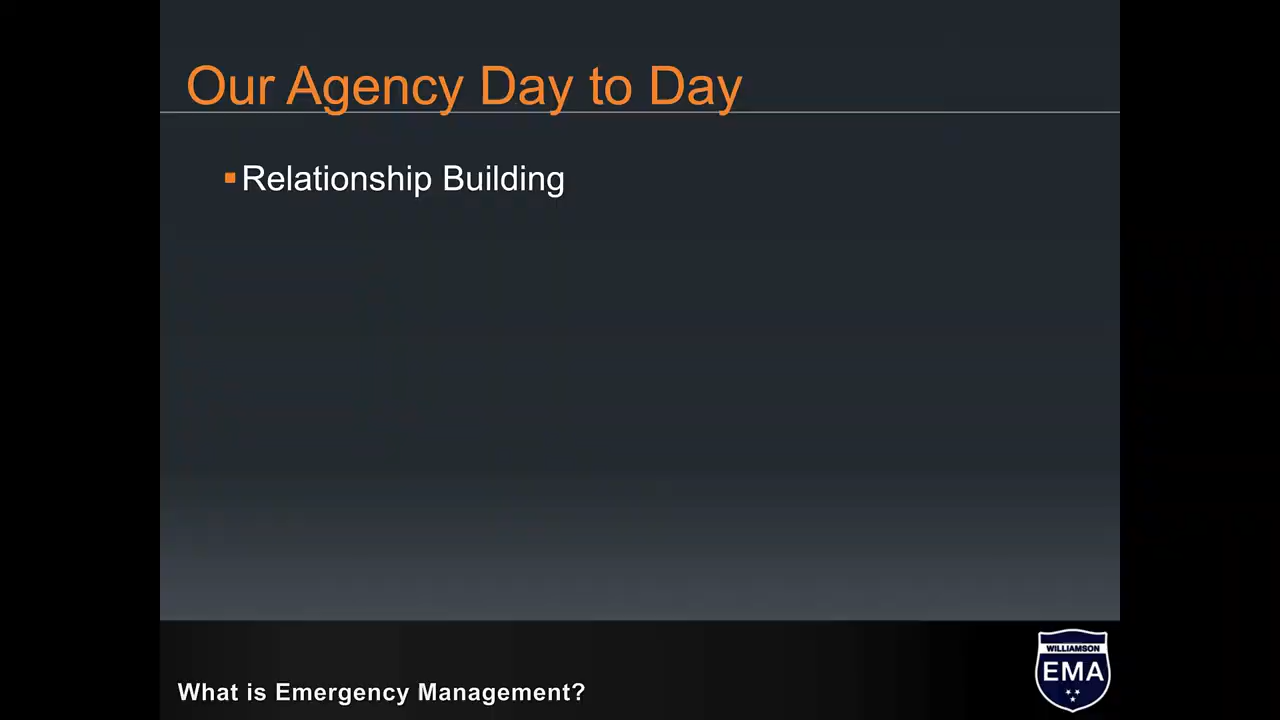 Our Agency Day to Day
Relationship Building
What is Emergency Management?
WILLIAMSON
EMA